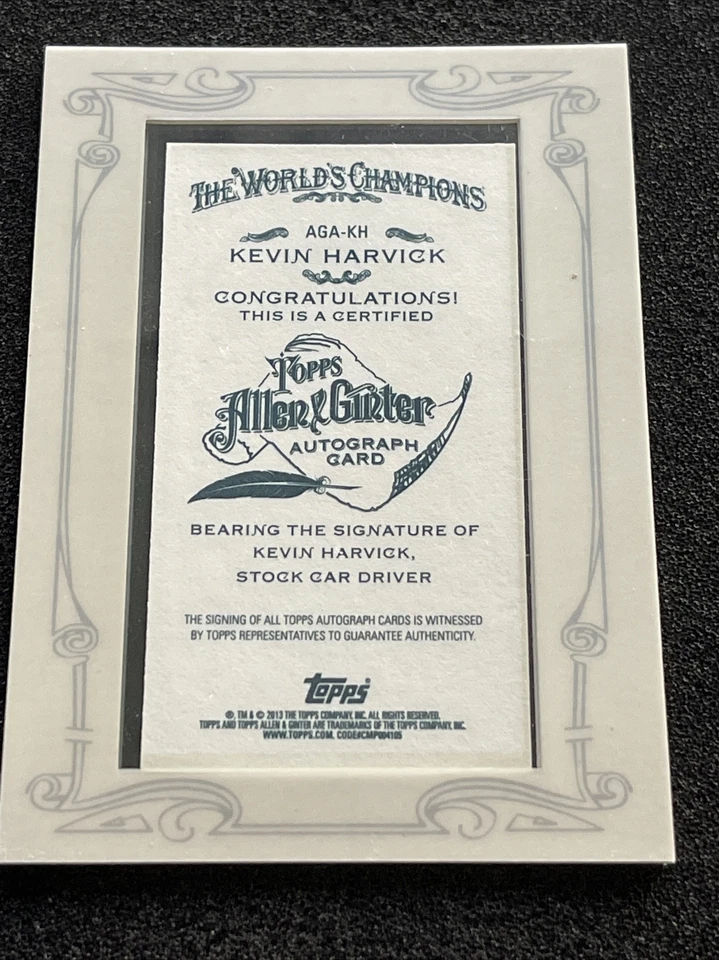 THE WORLD'S CHAMPIONS
AGA-KH
KEVIN HARVICK
CONGRATULATIONS!
THIS IS A CERTIFIED
TOPPS
Allen & Ginter
AUTOGRAPH
CARD
BEARING THE SIGNATURE OF
KEVIN HARVICK,
STOCK CAR DRIVER
THE SIGNING OF ALL TOPPS AUTOGRAPH CARDS IS WITNESSED
BY TOPPS REPRESENTATIVES TO GUARANTEE AUTHENTICITY.
topps
®, TM & © 2013 THE TOPPS COMPANY, INC. ALL RIGHTS RESERVED.
TOPPS AND TOPPS ALLEN & GINTER ARE TRADEMARKS OF THE TOPPS COMPANY, INC.
WWW.TOPPS.COM. CODE#CMP004105